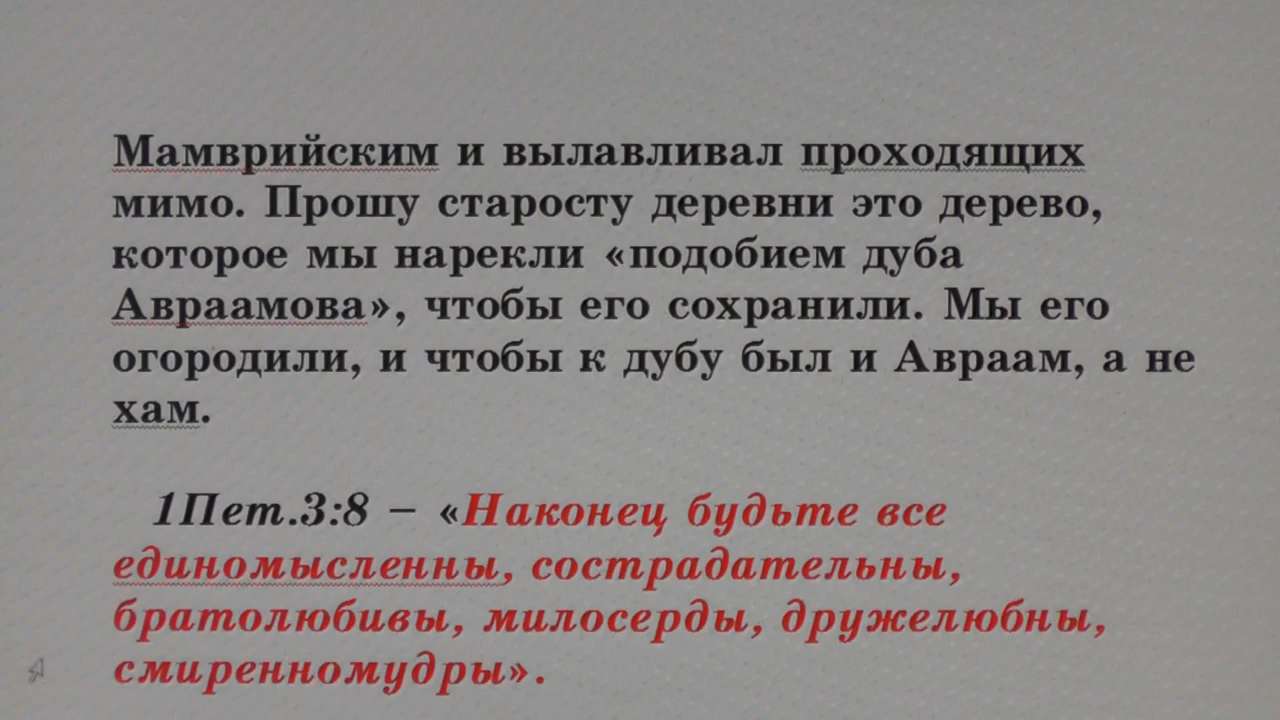 Мамврийским и вылавливал проходящих
мимо. Прошу старосту деревни это дерево,
которое мы нарекли «подобием дуба
Авраамова», чтобы его сохранили. Мы его
огородили, и чтобы к дубу был и Авраам, а не
хам.
1Пет.3:8 – «Наконец будьте все
единомысленны, сострадательны,
братолюбивы, милосерды, дружелюбны,
смиренномудры».